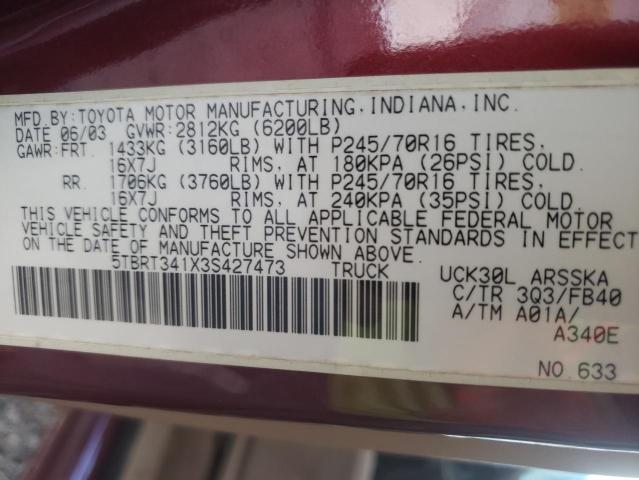 MFD.BY:TOYOTA MOTOR MANUFACTURING.INDIANA.INC.
DATE 06/03 GVWR:2812KG (6200LB)
GAWR:FRT. 1433KG (3160LB) WITH P245/70R16 TIRES,
16X7J RIMS, AT 180KPA (26PSI) COLD.
RR. 1706KG (3760LB) WITH P245/70R16 TIRES,
16X7J RIMS, AT 240KPA (35PSI) COLD.
THIS VEHICLE CONFORMS TO ALL APPLICABLE FEDERAL MOTOR
VEHICLE SAFETY AND THEFT PREVENTION STANDARDS IN EFFECT
ON THE DATE OF MANUFACTURE SHOWN ABOVE.
5TBRT341X3S427473 TRUCK
UCK30L ARSSKA
C/TR 3Q3/FB40
A/TM A01A/
A340E
NO.633